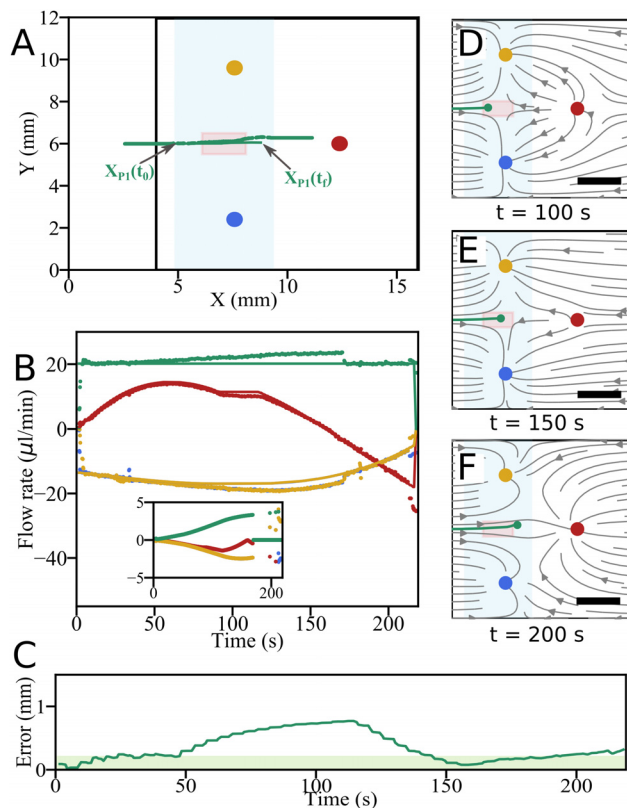 A
Y (mm)
12
10
8
6
4
2
0
X_P1(t_0)
X_P1(t_f)
0
5
10
15
X (mm)
B
Flow rate (μl/min)
20
0
−20
−40
5
0
−5
0
200
0
50
100
150
200
Time (s)
C
Error (mm)
1
0
0
50
100
150
200
Time (s)
D
t = 100 s
E
t = 150 s
F
t = 200 s